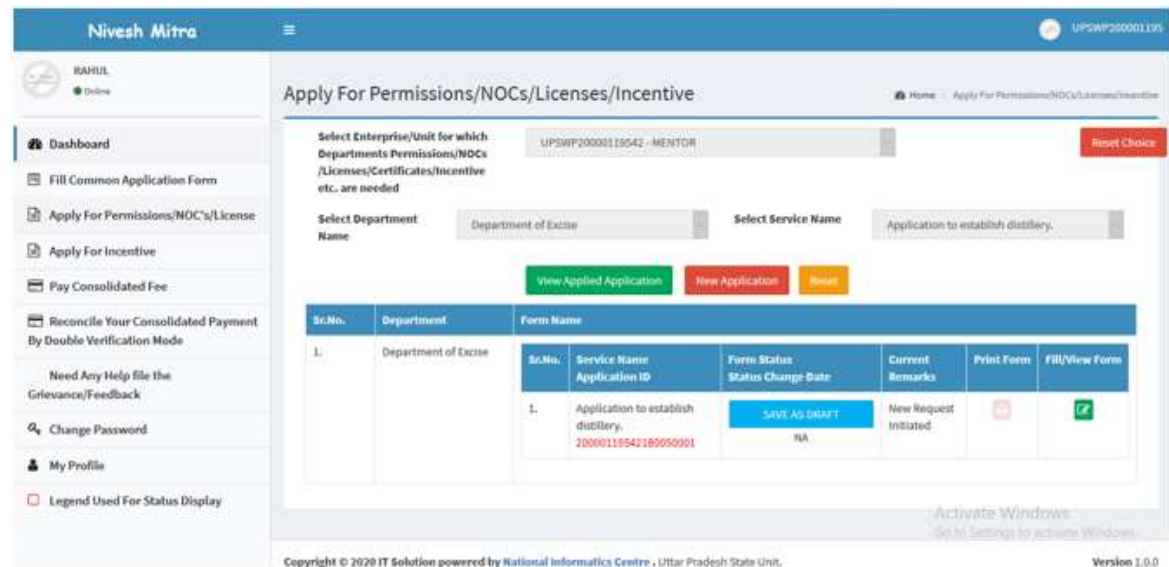 Nivesh Mitra
UPSWP200001195
RAHUL
Online
Dashboard
Fill Common Application Form
Apply For Permissions/NOC's/License
Apply For Incentive
Pay Consolidated Fee
Reconcile Your Consolidated Payment
By Double Verification Mode
Need Any Help file the
Grievance/Feedback
Change Password
My Profile
Legend Used For Status Display
Apply For Permissions/NOCs/Licenses/Incentive
Home
Apply For Permissions/NOCs/Licenses/Incentive
Select Enterprise/Unit for which
Departments Permissions/NOCs
/Licenses/Certificates/Incentive
etc. are needed
UPSWP20000119542 - MENTOR
Reset Choice
Select Department
Name
Department of Excise
Select Service Name
Application to establish distillery.
View Applied Application
New Application
Reset
Sr.No.
Department
Form Name
1.
Department of Excise
Sr.No.
Service Name
Application ID
Form Status
Status Change Date
Current
Remarks
Print Form
Fill/View Form
1.
Application to establish
distillery.
20000119542180050001
SAVE AS DRAFT
NA
New Request
Initiated
Activate Windows
Go to Settings to activate Windows.
Copyright © 2020 IT Solution powered by National Informatics Centre , Uttar Pradesh State Unit.
Version 1.0.0